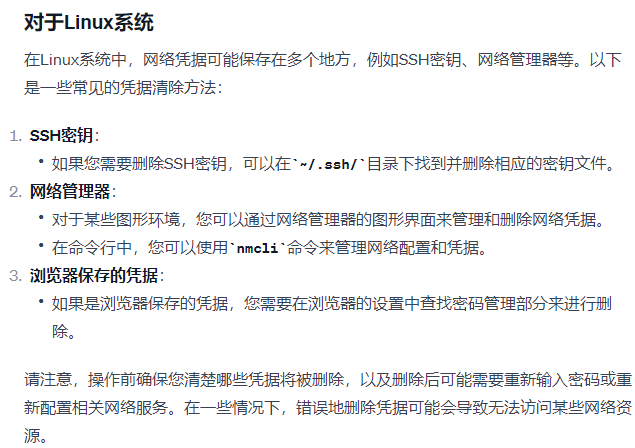 对于Linux系统
在Linux系统中，网络凭据可能保存在多个地方，例如SSH密钥、网络管理器等。以下
是一些常见的凭据清除方法：
1. SSH密钥：
• 如果您需要删除SSH密钥，可以在`~/.ssh/`目录下找到并删除相应的密钥文件。
2. 网络管理器：
• 对于某些图形环境，您可以通过网络管理器的图形界面来管理和删除网络凭据。
• 在命令行中，您可以使用`nmcli`命令来管理网络配置和凭据。
3. 浏览器保存的凭据：
• 如果是浏览器保存的凭据，您需要在浏览器的设置中查找密码管理部分来进行删
除。
请注意，操作前确保您清楚哪些凭据将被删除，以及删除后可能需要重新输入密码或重
新配置相关网络服务。在一些情况下，错误地删除凭据可能会导致无法访问某些网络资
源。